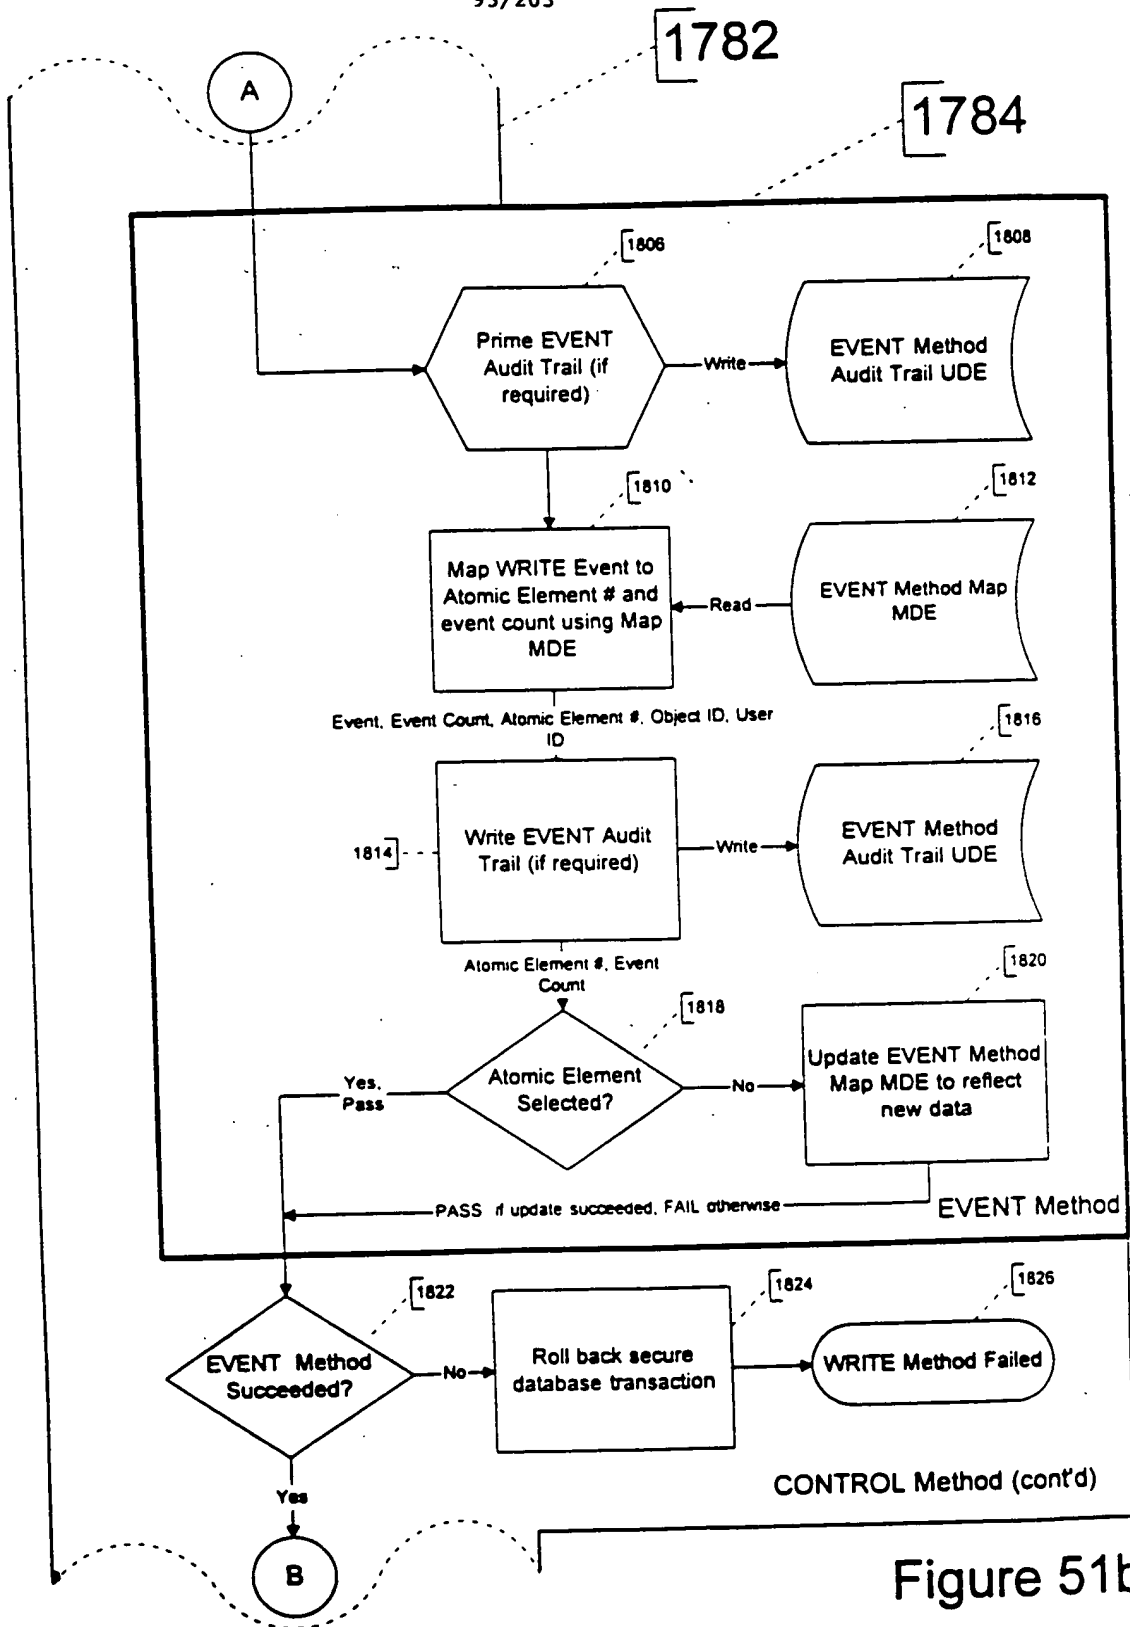 93/203
1782
A
1784
1806
1808
Prime EVENT
Audit Trail (if
required)
Write
EVENT Method
Audit Trail UDE
1810
1812
Map WRITE Event to
Atomic Element # and
event count using Map
MDE
Read
EVENT Method Map
MDE
Event, Event Count, Atomic Element #, Object ID, User
ID
1816
1814
Write EVENT Audit
Trail (if required)
Write
EVENT Method
Audit Trail UDE
Atomic Element #, Event
Count
1818
1820
Yes,
Pass
Atomic Element
Selected?
No
Update EVENT Method
Map MDE to reflect
new data
PASS if update succeeded, FAIL otherwise
EVENT Method
1822
1824
1826
EVENT Method
Succeeded?
No
Roll back secure
database transaction
WRITE Method Failed
Yes
CONTROL Method (cont'd)
B
Figure 51b